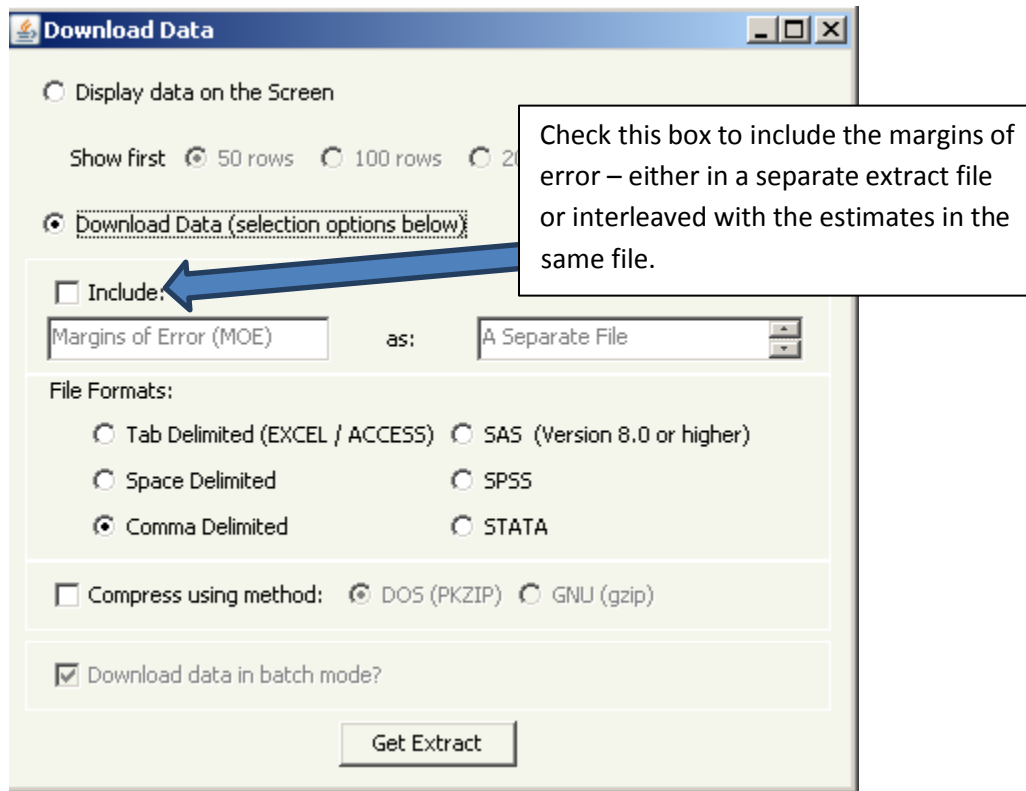 Download Data
Display data on the Screen
Show first 50 rows 100 rows
Check this box to include the margins of
error – either in a separate extract file
or interleaved with the estimates in the
same file.
Download Data (selection options below)
Include:
Margins of Error (MOE) as: A Separate File
File Formats:
Tab Delimited (EXCEL / ACCESS) SAS (Version 8.0 or higher)
Space Delimited SPSS
Comma Delimited STATA
Compress using method: DOS (PKZIP) GNU (gzip)
Download data in batch mode?
Get Extract